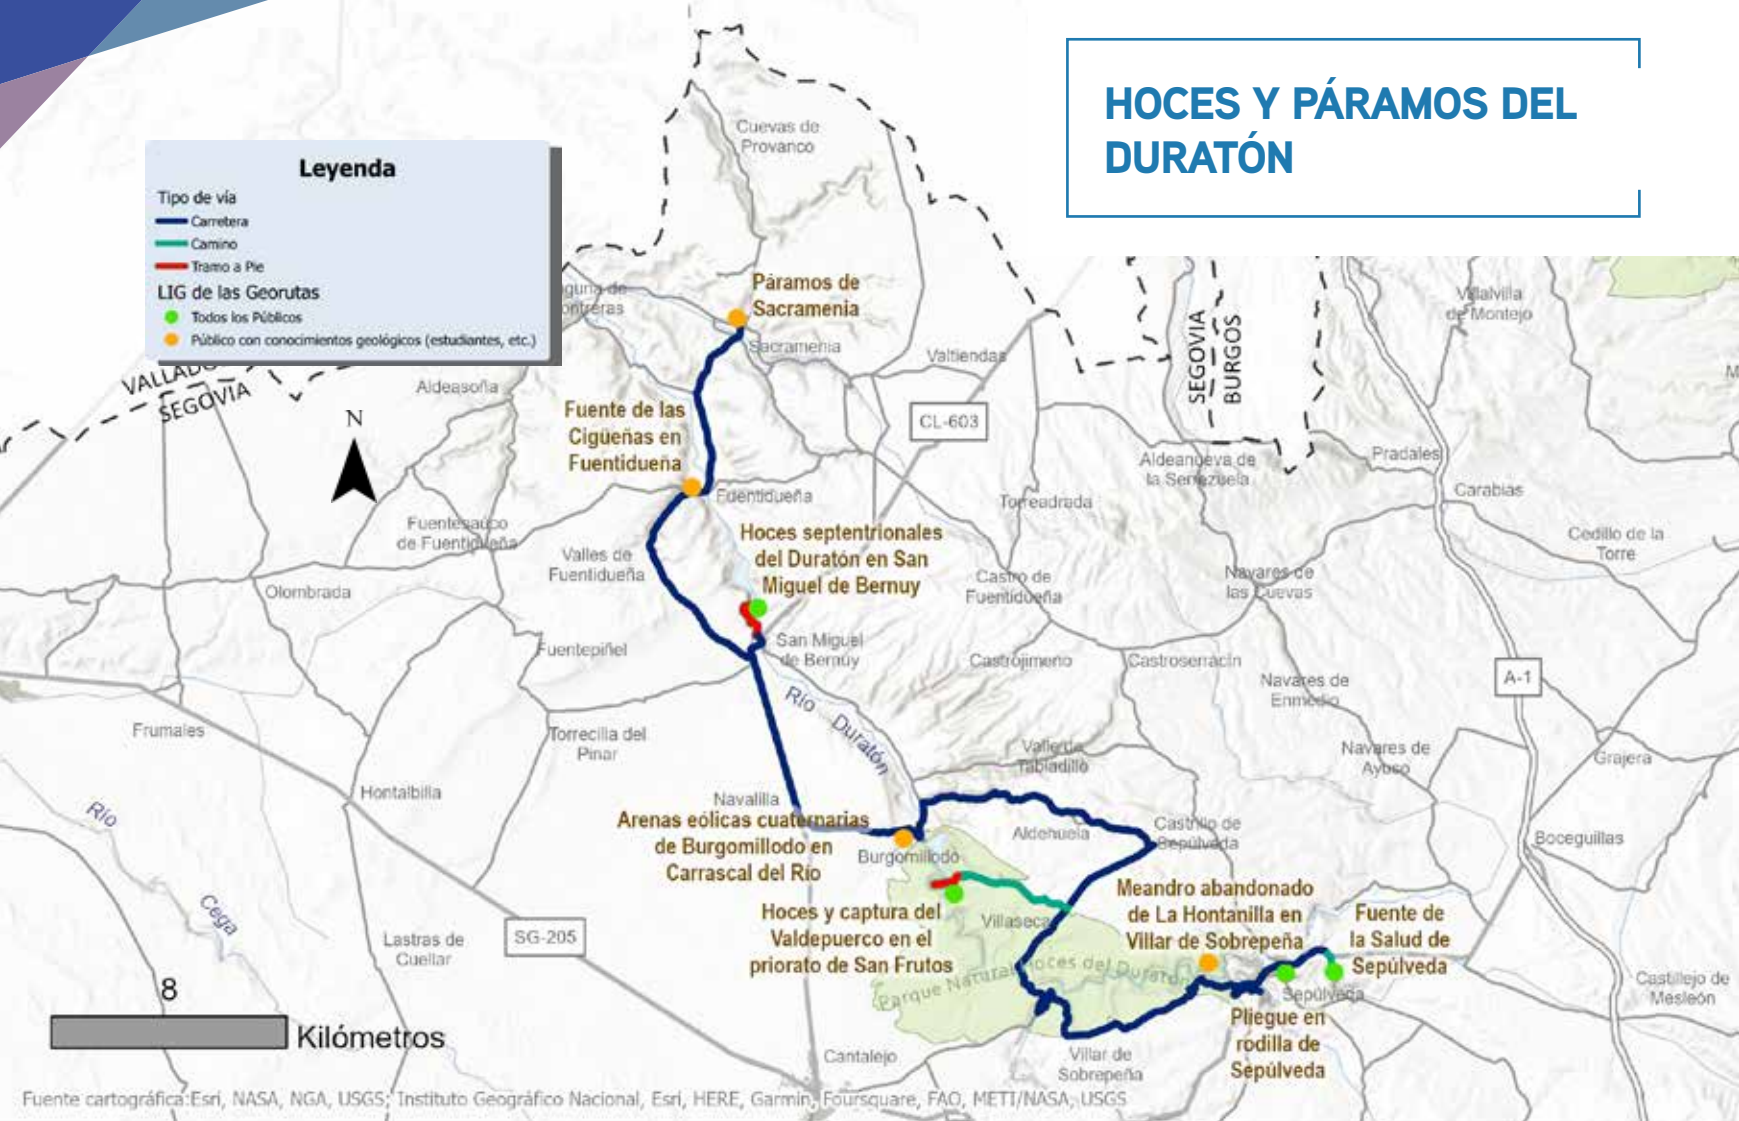 HOCES Y PÁRAMOS DEL
DURATÓN
Leyenda
Tipo de vía
Carretera
Camino
Tramo a Pie
LIG de las Georutas
Todos los Públicos
Público con conocimientos geológicos (estudiantes, etc.)
Cuevas de
Provanco
Páramos de
Sacramenia
Sacramenia
Valtiendas
Villalvilla
de Montejo
SEGOVIA
BURGOS
SEGOVIA
Aldeasoña
N
Fuente de las
Cigüeñas en
Fuentidueña
CL-603
Fuentidueña
Aldeanueva de
la Serrezuela
Pradales
Carabias
Torreadrada
Fuentesaúco
de Fuentidueña
Valles de
Fuentidueña
Hoces septentrionales
del Duratón en San
Miguel de Bernuy
Cedillo de la
Torre
Castro de
Fuentidueña
Navares de
las Cuevas
Olombrada
Fuentepiñel
San Miguel
de Bernuy
Castrojimeno
Castroserracín
Navares de
Enmedio
A-1
Río Duratón
Frumales
Torrecilla del
Pinar
Valle de
Tabladillo
Navares de
Ayuso
Grajera
Hontalbilla
Navalilla
Río
Cega
Arenas eólicas cuaternarias
de Burgomillodo en
Carrascal del Río
Burgomillodo
Aldehuela
Castrillo de
Sepúlveda
Boceguillas
Hoces y captura del
Valdepuerco en el
priorato de San Frutos
Villaseca
Meandro abandonado
de La Hontanilla en
Villar de Sobrepeña
Fuente de
la Salud de
Sepúlveda
SG-205
Lastras de
Cuellar
Parque Natural Hoces del Duratón
Sepúlveda
Castillejo de
Mesleón
Pliegue en
rodilla de
Sepúlveda
8
Kilómetros
Cantalejo
Villar de
Sobrepeña
Fuente cartográfica:Esri, NASA, NGA, USGS; Instituto Geográfico Nacional, Esri, HERE, Garmin, Foursquare, FAO, METI/NASA, USGS